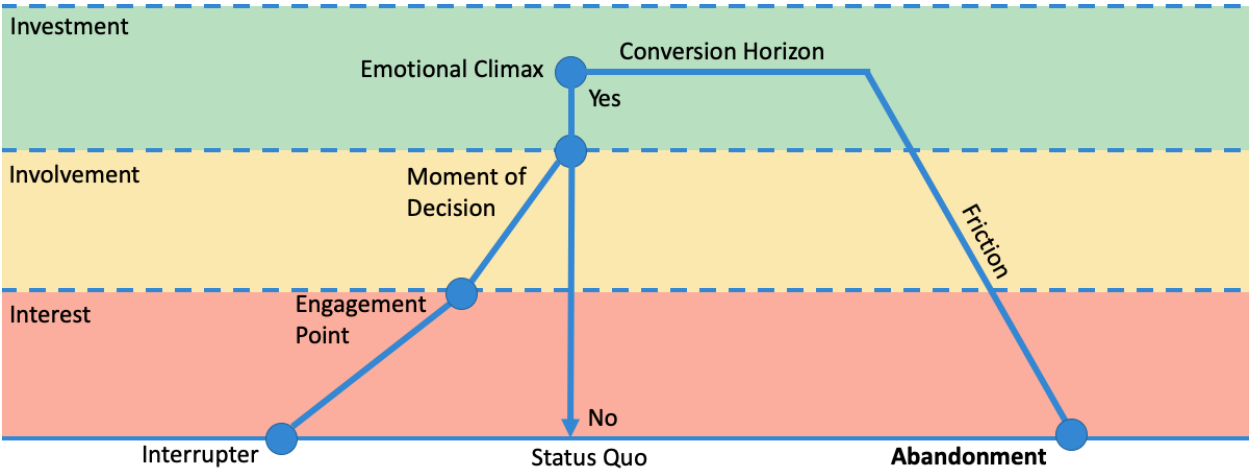 Investment
Conversion Horizon
Emotional Climax
Yes
Involvement
Moment of
Decision
Friction
Engagement
Point
Interest
No
Interrupter
Status Quo
Abandonment